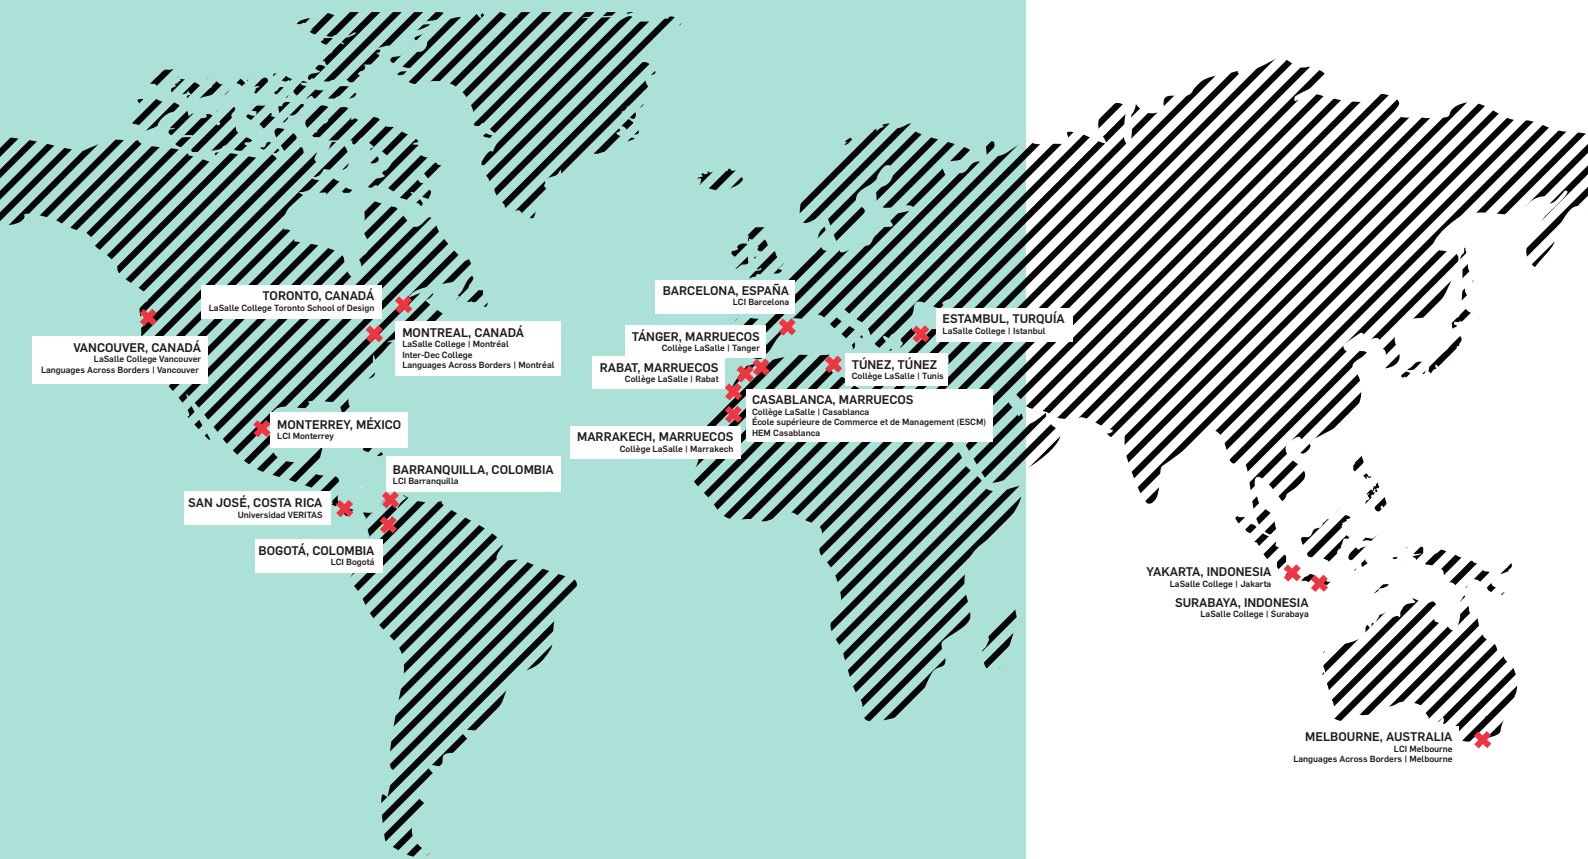 TORONTO, CANADÁ
LaSalle College Toronto School of Design
MONTREAL, CANADÁ
LaSalle College | Montréal
Inter-Dec College
Languages Across Borders | Montréal
VANCOUVER, CANADÁ
LaSalle College Vancouver
Languages Across Borders | Vancouver
MONTERREY, MÉXICO
LCI Monterrey
BARRANQUILLA, COLOMBIA
LCI Barranquilla
SAN JOSÉ, COSTA RICA
Universidad VERITAS
BOGOTÁ, COLOMBIA
LCI Bogotá
BARCELONA, ESPAÑA
LCI Barcelona
ESTAMBUL, TURQUÍA
LaSalle College | Istanbul
TÁNGER, MARRUECOS
Collège LaSalle | Tanger
RABAT, MARRUECOS
Collège LaSalle | Rabat
TÚNEZ, TÚNEZ
Collège LaSalle | Tunis
CASABLANCA, MARRUECOS
Collège LaSalle | Casablanca
École supérieure de Commerce et de Management (ESCM)
HEM Casablanca
MARRAKECH, MARRUECOS
Collège LaSalle | Marrakech
YAKARTA, INDONESIA
LaSalle College | Jakarta
SURABAYA, INDONESIA
LaSalle College | Surabaya
MELBOURNE, AUSTRALIA
LCI Melbourne
Languages Across Borders | Melbourne